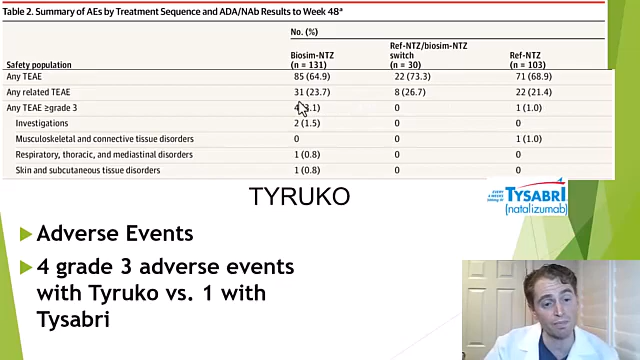 Table 2. Summary of AEs by Treatment Sequence and ADA/NAb Results to Week 48ª
No. (%)
Safety population Biosim-NTZ (n = 131) Ref-NTZ/biosim-NTZ switch (n = 30) Ref-NTZ (n = 103)
Any TEAE 85 (64.9) 22 (73.3) 71 (68.9)
Any related TEAE 31 (23.7) 8 (26.7) 22 (21.4)
Any TEAE ≥grade 3 4 (3.1) 0 1 (1.0)
Investigations 2 (1.5) 0 0
Musculoskeletal and connective tissue disorders 0 0 1 (1.0)
Respiratory, thoracic, and mediastinal disorders 1 (0.8) 0 0
Skin and subcutaneous tissue disorders 1 (0.8) 0 0
TYRUKO
TYSABRI
(natalizumab)
Adverse Events
4 grade 3 adverse events
with Tyruko vs. 1 with
Tysabri